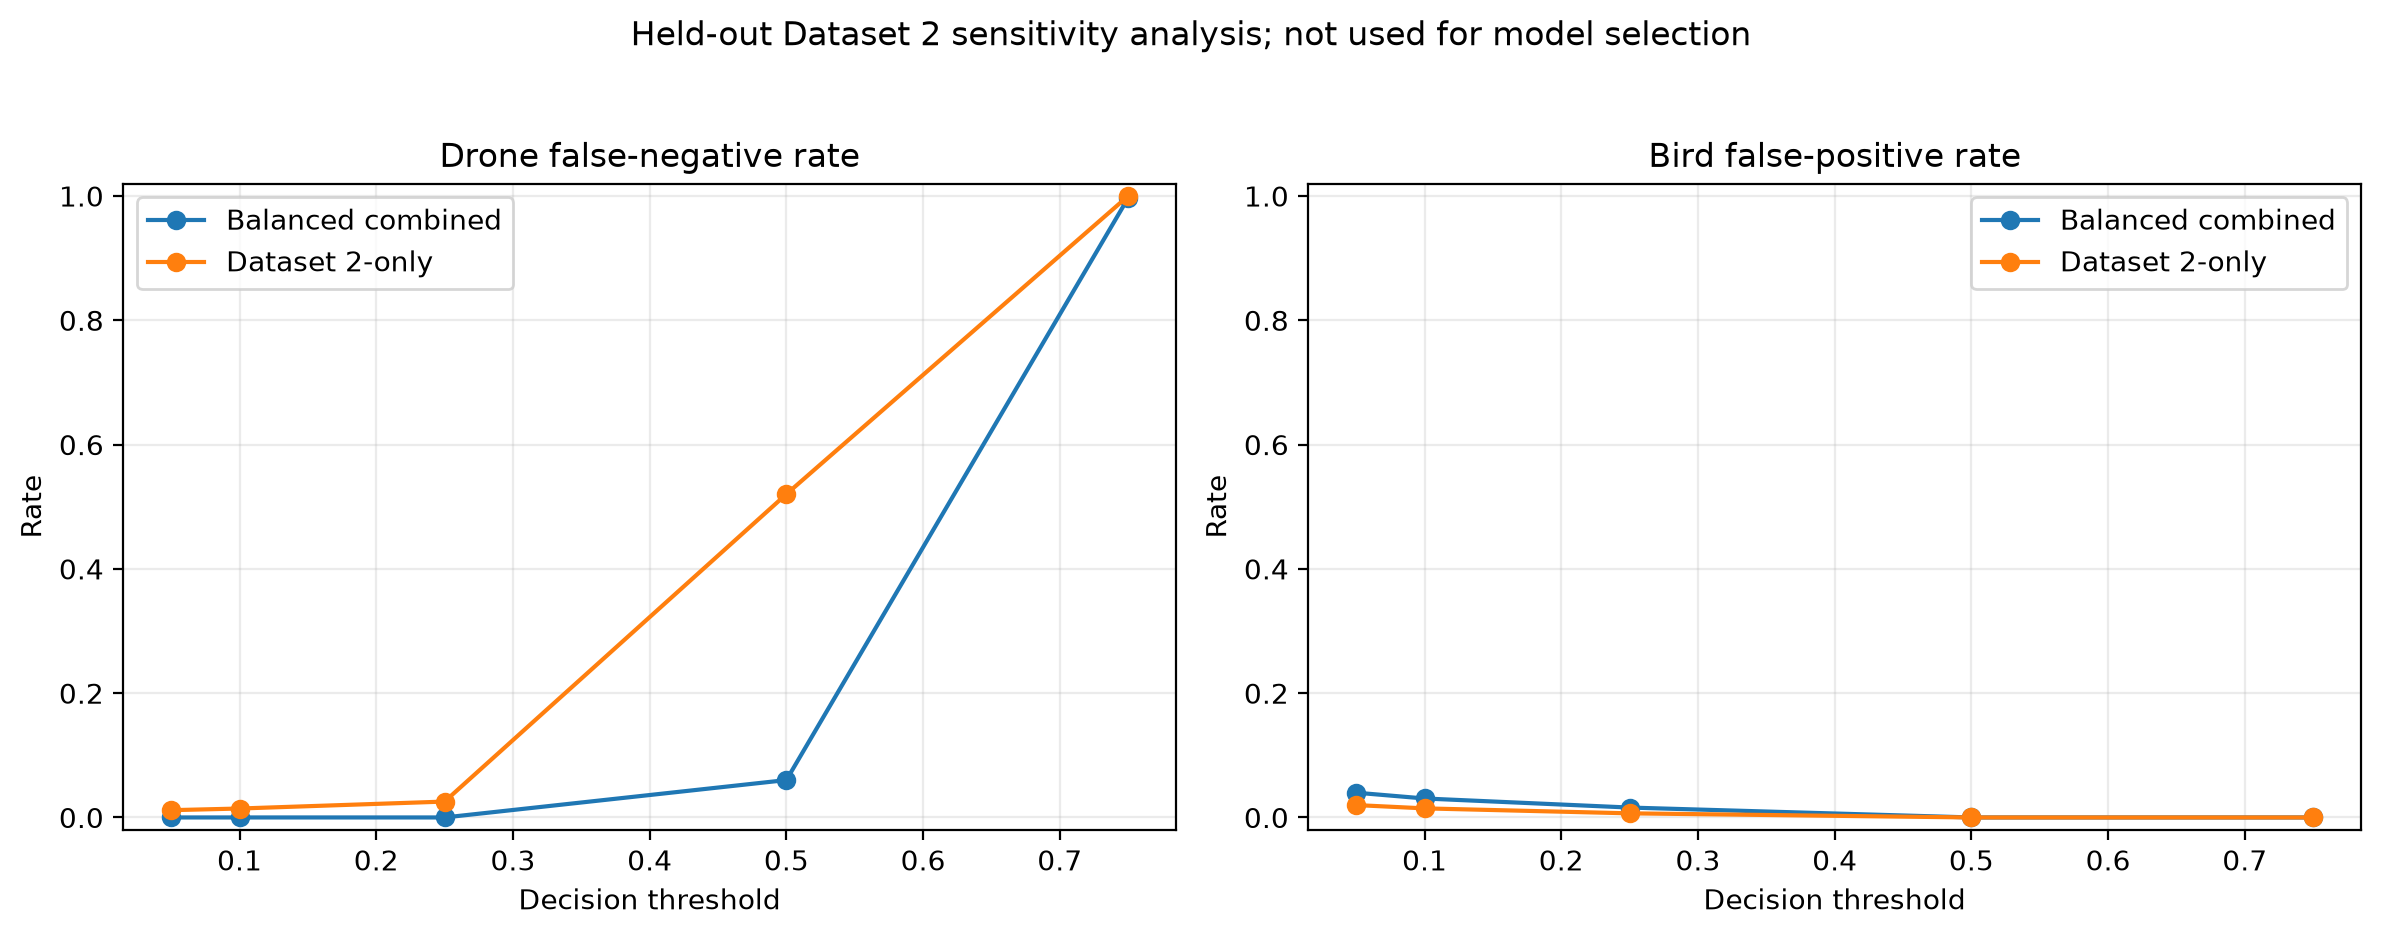 Held-out Dataset 2 sensitivity analysis; not used for model selection
Drone false-negative rate
1.0
0.8
0.6
0.4
0.2
0.0
Rate
Balanced combined
Dataset 2-only
0.1 0.2 0.3 0.4 0.5 0.6 0.7
Decision threshold
Bird false-positive rate
1.0
0.8
0.6
0.4
0.2
0.0
Rate
Balanced combined
Dataset 2-only
0.1 0.2 0.3 0.4 0.5 0.6 0.7
Decision threshold